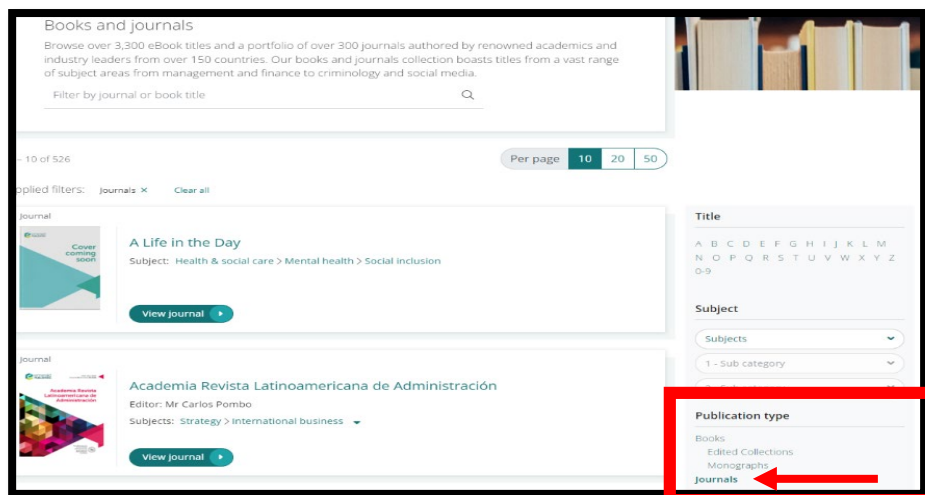 Books and journals
Browse over 3,300 eBook titles and a portfolio of over 300 journals authored by renowned academics and
industry leaders from over 150 countries. Our books and journals collection boasts titles from a vast range
of subject areas from management and finance to criminology and social media.
Filter by journal or book title
– 10 of 526
Per page 10 20 50
pplied filters: Journals × Clear all
Journal
Cover
coming
soon
A Life in the Day
Subject: Health & social care > Mental health > Social inclusion
View journal
Journal
Academia Revista
Latinoamericana de
Administración
Academia Revista Latinoamericana de Administración
Editor: Mr Carlos Pombo
Subjects: Strategy > International business
View journal
Title
A B C D E F G H I J K L M
N O P Q R S T U V W X Y Z
0-9
Subject
Subjects
1 - Sub category
Publication type
Books
Edited Collections
Monographs
Journals